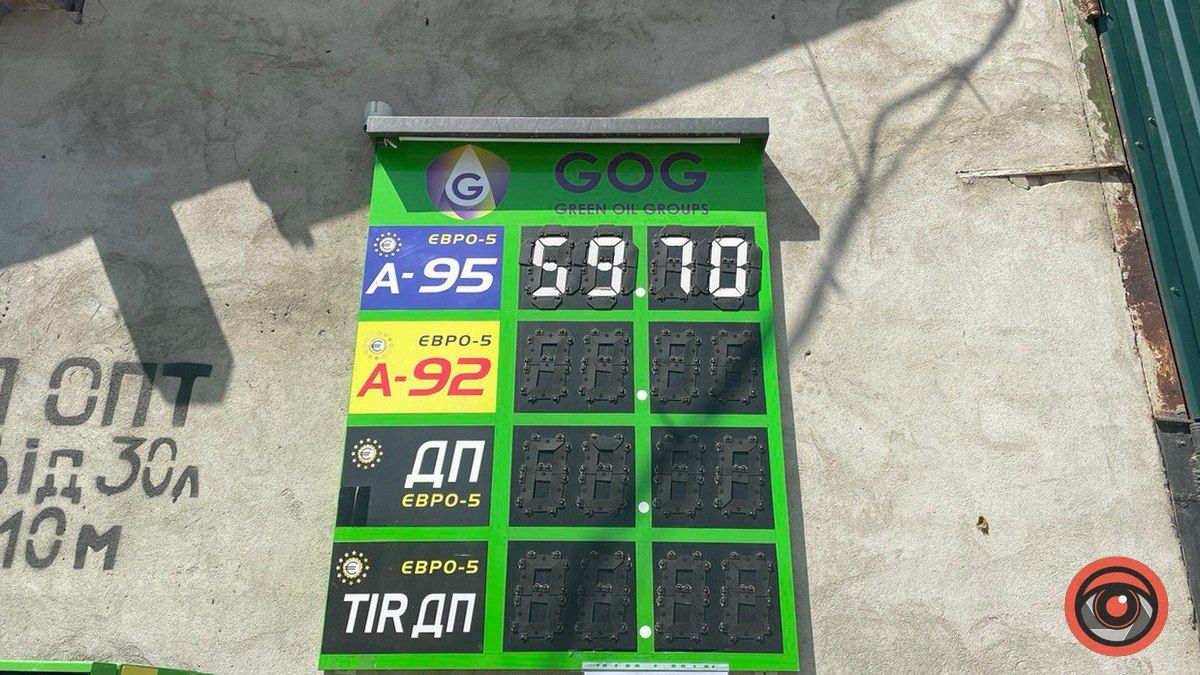 G
GOG
GREEN OIL GROUPS
ЄВРО-5
А-95
59.70
ЄВРО-5
А-92
ДП
ЄВРО-5
ЄВРО-5
TIR ДП
ОПТ
від 30л
10м